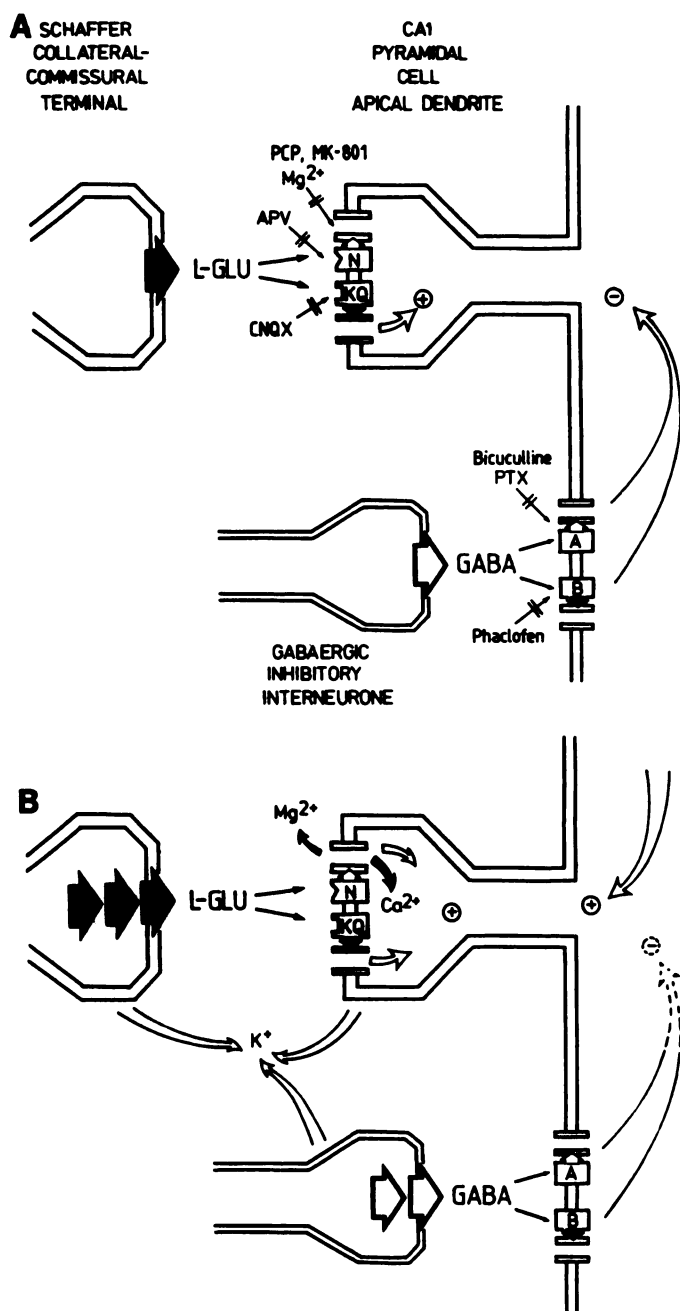 A SCHAFFER
COLLATERAL-
COMMISSURAL
TERMINAL
CA1
PYRAMIDAL
CELL
APICAL DENDRITE
PCP, MK-801
Mg2+
APV
N
L-GLU
KQ
+
-
CNQX
Bicuculline
PTX
A
GABA
B
Phaclofen
GABAERGIC
INHIBITORY
INTERNEURONE
B
Mg2+
N
L-GLU
Ca2+
KQ
+
+
-
K+
A
GABA
B